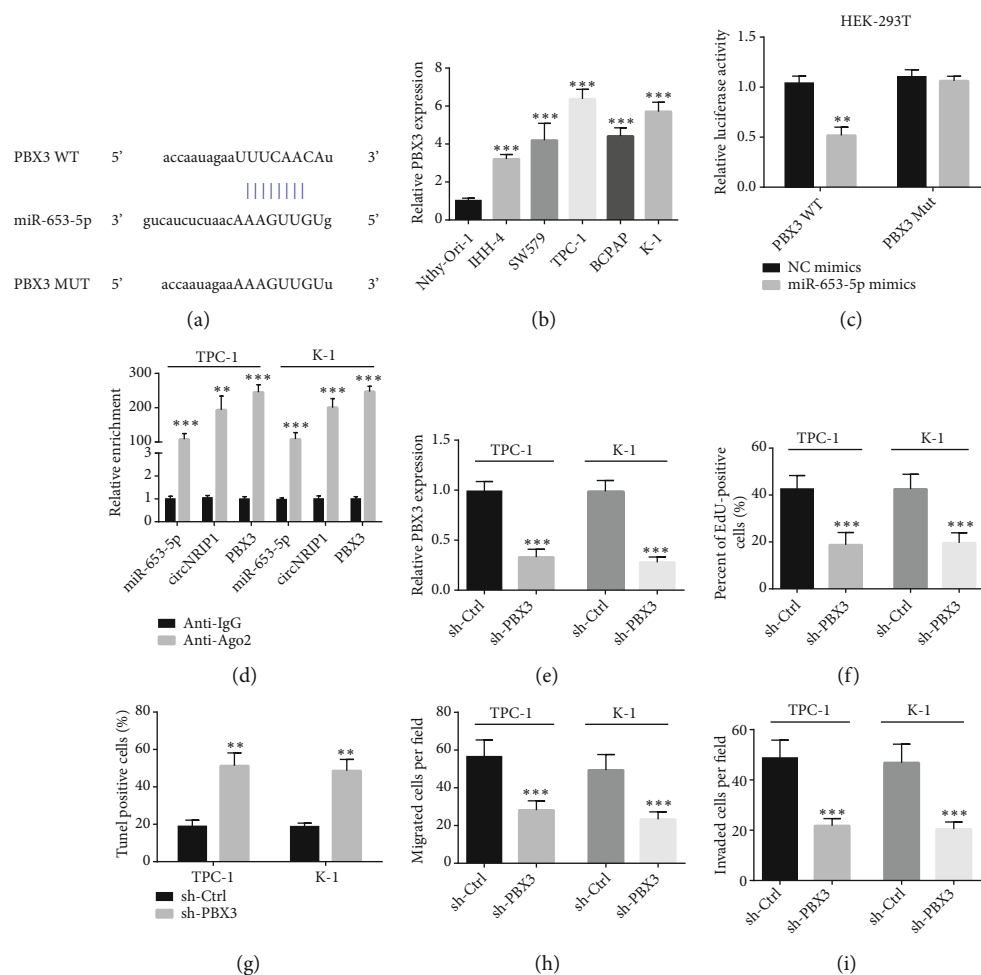 PBX3 WT 5' accaauagaaUUUCAACAu 3'
miR-653-5p 3' gucaucucuaacAAAGUUGUg 5'
PBX3 MUT 5' accaauagaaAAAGUUGUu 3'
(a)
Relative PBX3 expression
8
6
4
2
0
***
***
***
***
***
Nthy-Ori-1
IHH-4
SW579
TPC-1
BCPAP
K-1
(b)
HEK-293T
Relative luciferase activity
1.5
1.0
0.5
0.0
**
PBX3 WT
PBX3 Mut
NC mimics
miR-653-5p mimics
(c)
TPC-1 K-1
Relative enrichment
300
200
100
3
2
1
0
***
**
***
***
***
***
miR-653-5p
circNRIP1
PBX3
miR-653-5p
circNRIP1
PBX3
Anti-IgG
Anti-Ago2
(d)
TPC-1 K-1
Relative PBX3 expression
1.5
1.0
0.5
0.0
***
***
sh-Ctrl
sh-PBX3
sh-Ctrl
sh-PBX3
(e)
TPC-1 K-1
Percent of EdU-positive
cells (%)
60
40
20
0
***
***
sh-Ctrl
sh-PBX3
sh-Ctrl
sh-PBX3
(f)
Tunel positive cells (%)
80
60
40
20
0
**
**
TPC-1 K-1
sh-Ctrl
sh-PBX3
(g)
TPC-1 K-1
Migrated cells per field
80
60
40
20
0
***
***
sh-Ctrl
sh-PBX3
sh-Ctrl
sh-PBX3
(h)
TPC-1 K-1
Invaded cells per field
80
60
40
20
0
***
***
sh-Ctrl
sh-PBX3
sh-Ctrl
sh-PBX3
(i)